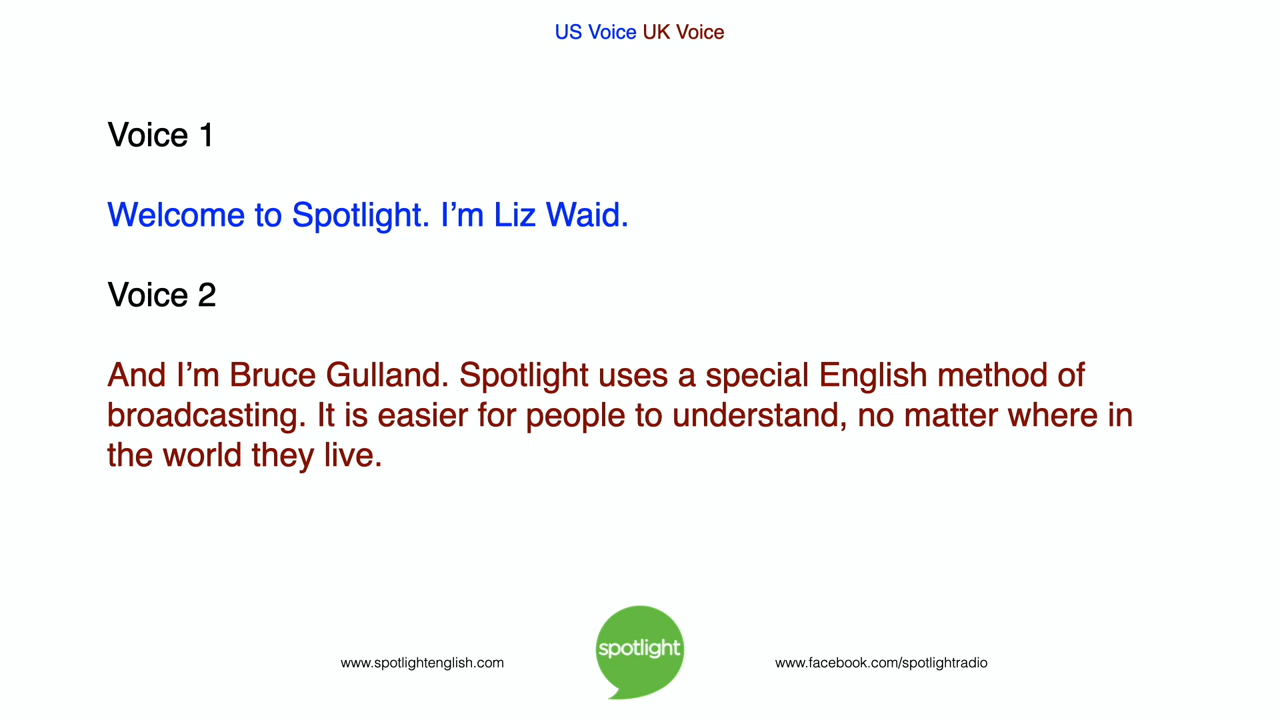 US Voice UK Voice
Voice 1
Welcome to Spotlight. I’m Liz Waid.
Voice 2
And I’m Bruce Gulland. Spotlight uses a special English method of
broadcasting. It is easier for people to understand, no matter where in
the world they live.
www.spotlightenglish.com
spotlight
www.facebook.com/spotlightradio